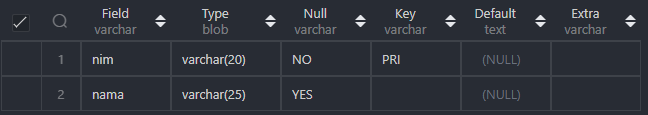 Field Type Null Key Default Extra
varchar blob varchar varchar text varchar
1 nim varchar(20) NO PRI (NULL)
2 nama varchar(25) YES (NULL)